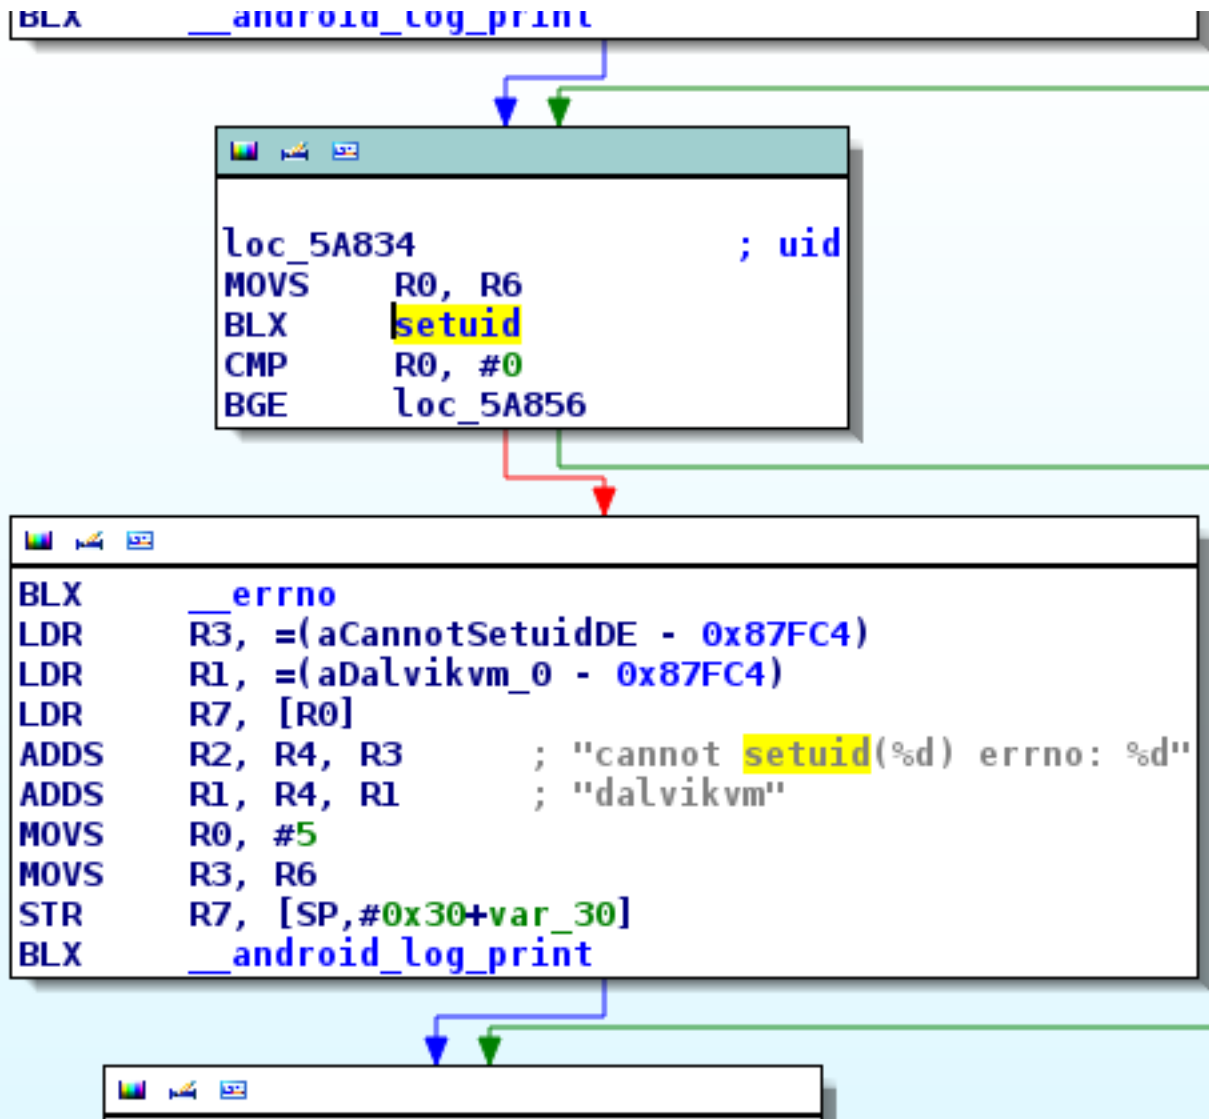 BLX __android_log_print
loc_5A834 ; uid
MOVS R0, R6
BLX setuid
CMP R0, #0
BGE loc_5A856
BLX __errno
LDR R3, =(aCannotSetuidDE - 0x87FC4)
LDR R1, =(aDalvikvm_0 - 0x87FC4)
LDR R7, [R0]
ADDS R2, R4, R3 ; "cannot setuid(%d) errno: %d"
ADDS R1, R4, R1 ; "dalvikvm"
MOVS R0, #5
MOVS R3, R6
STR R7, [SP,#0x30+var_30]
BLX __android_log_print